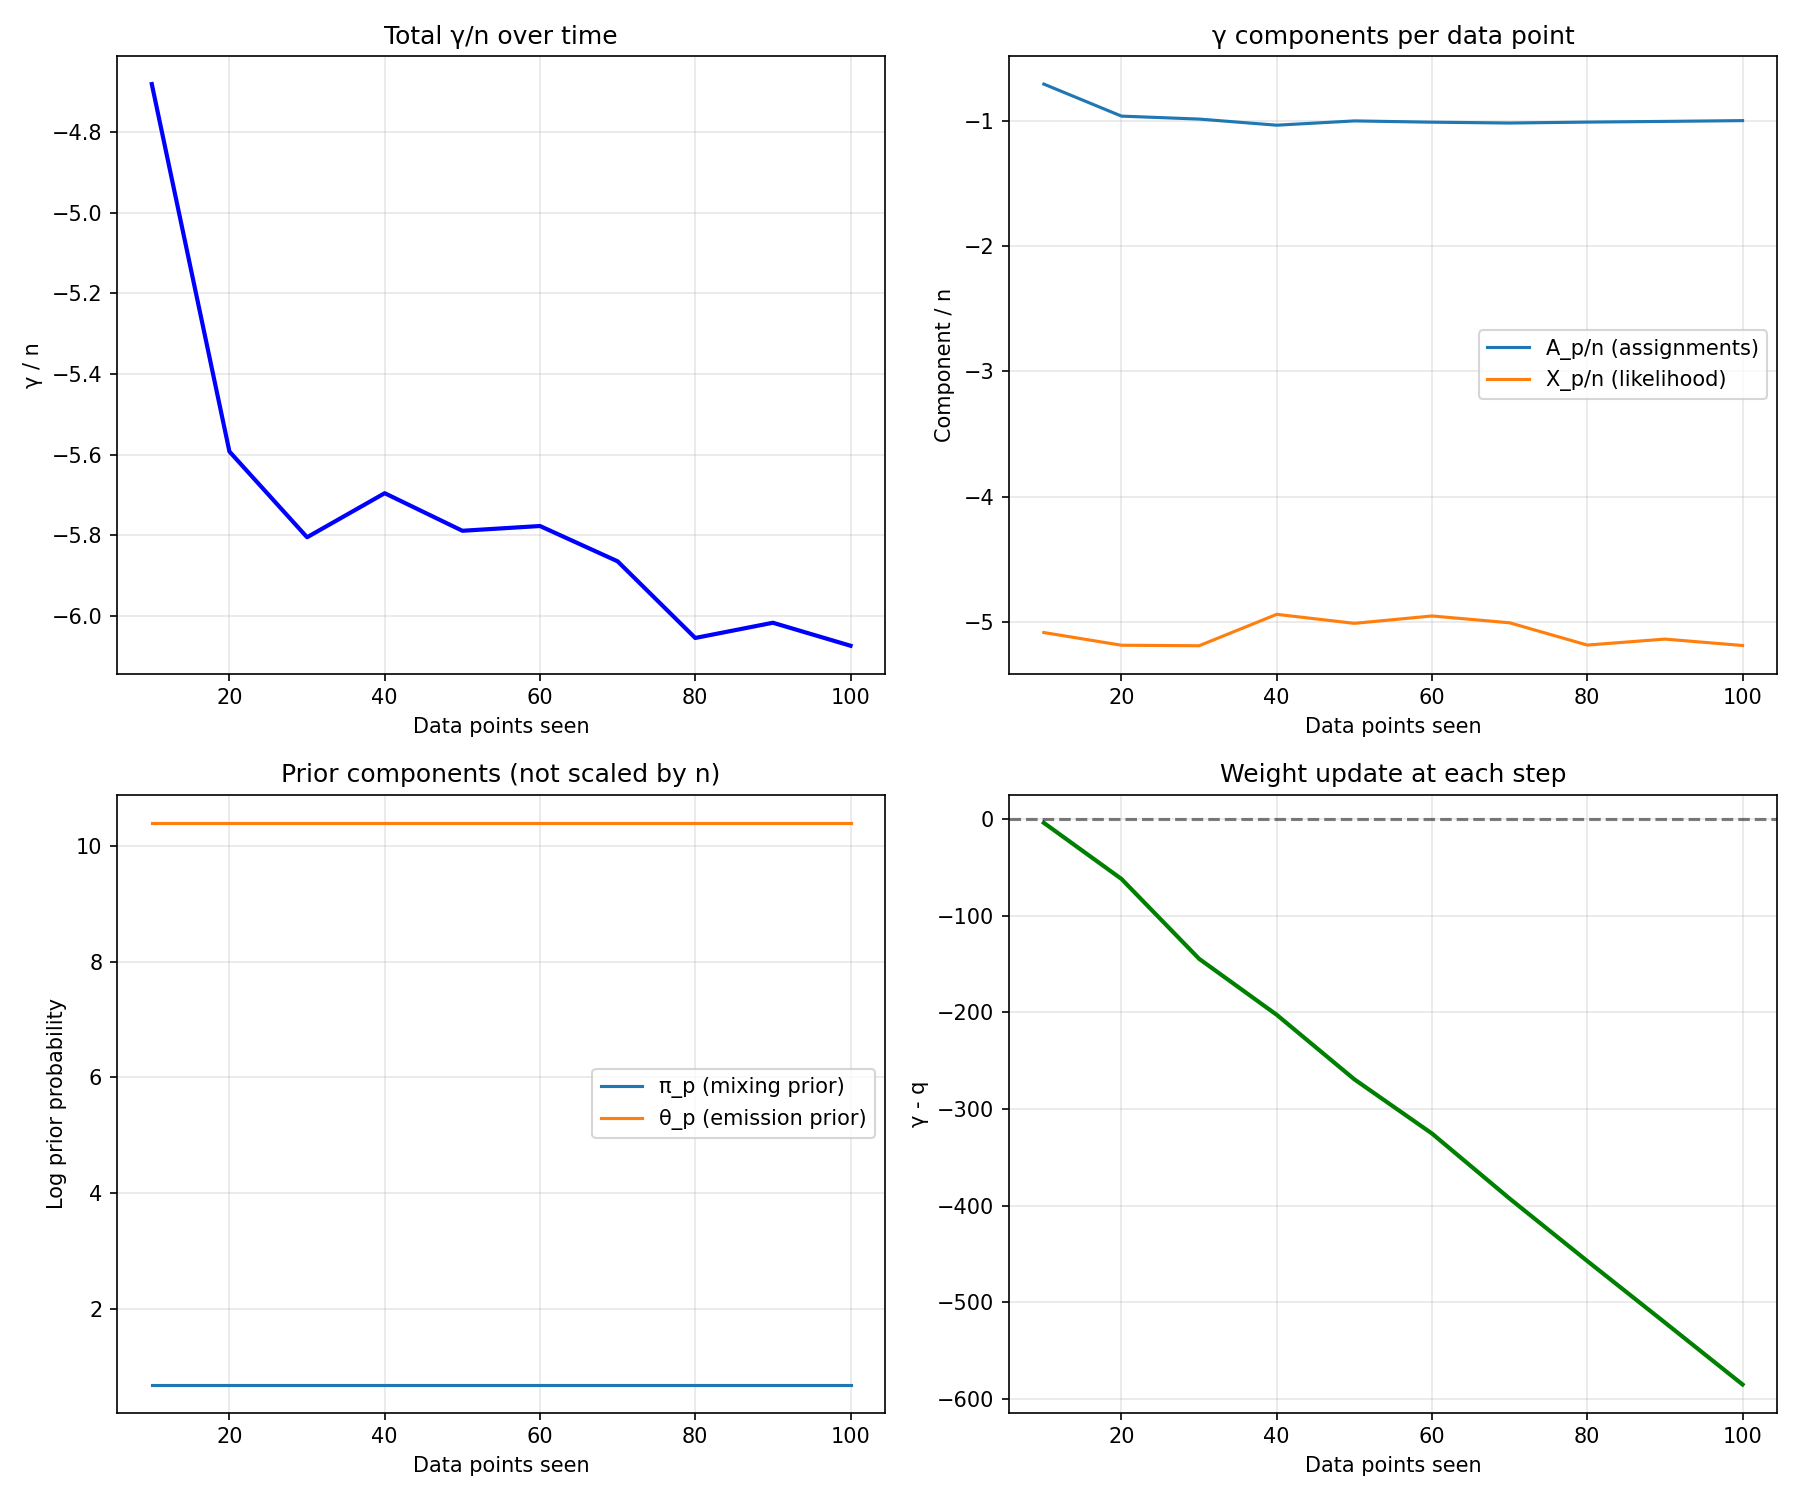 Total γ/n over time
γ / n
−4.8
−5.0
−5.2
−5.4
−5.6
−5.8
−6.0
20
40
60
80
100
Data points seen
γ components per data point
Component / n
−1
−2
−3
−4
−5
A_p/n (assignments)
X_p/n (likelihood)
20
40
60
80
100
Data points seen
Prior components (not scaled by n)
Log prior probability
10
8
6
4
2
π_p (mixing prior)
θ_p (emission prior)
20
40
60
80
100
Data points seen
Weight update at each step
γ - q
0
−100
−200
−300
−400
−500
−600
20
40
60
80
100
Data points seen